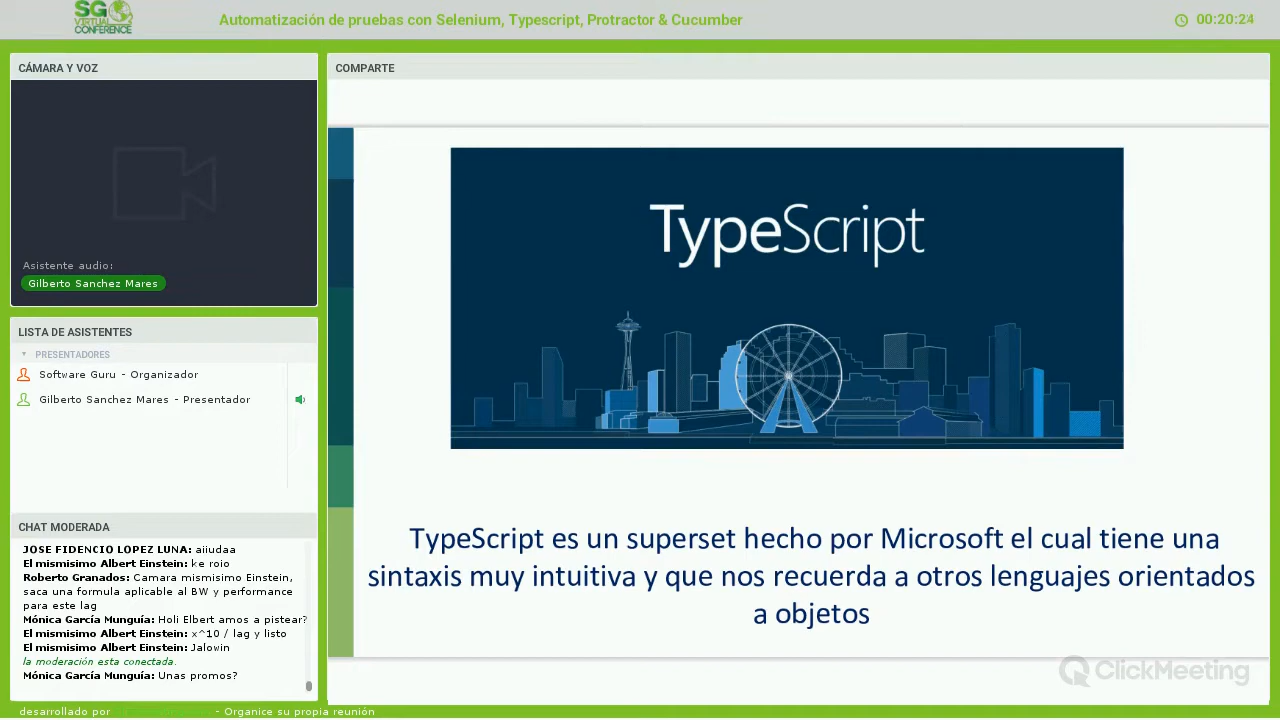 SG
VIRTUAL
CONFERENCE
Automatización de pruebas con Selenium, Typescript, Protractor & Cucumber
00:20:24
CÁMARA Y VOZ
Asistente audio:
Gilberto Sanchez Mares
LISTA DE ASISTENTES
PRESENTADORES
Software Guru - Organizador
Gilberto Sanchez Mares - Presentador
CHAT MODERADA
JOSE FIDENCIO LOPEZ LUNA: aiiudaa
El mismisimo Albert Einstein: ke roio
Roberto Granados: Camara mismisimo Einstein,
saca una formula aplicable al BW y performance
para este lag
Mónica García Munguía: Holi Elbert amos a pistear?
El mismisimo Albert Einstein: x^10 / lag y listo
El mismisimo Albert Einstein: Jalowin
la moderación esta conectada.
Mónica García Munguía: Unas promos?
COMPARTE
TypeScript
TypeScript es un superset hecho por Microsoft el cual tiene una
sintaxis muy intuitiva y que nos recuerda a otros lenguajes orientados
a objetos
ClickMeeting
desarrollado por - Organice su propia reunión